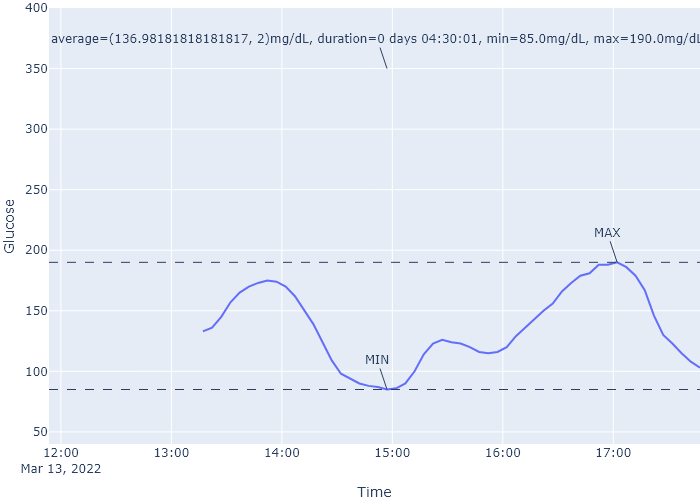 400
average=(136.98181818181817, 2)mg/dL, duration=0 days 04:30:01, min=85.0mg/dL, max=190.0mg/dL
350
300
250
Glucose
MAX
200
150
MIN
100
50
12:00 13:00 14:00 15:00 16:00 17:00
Mar 13, 2022
Time